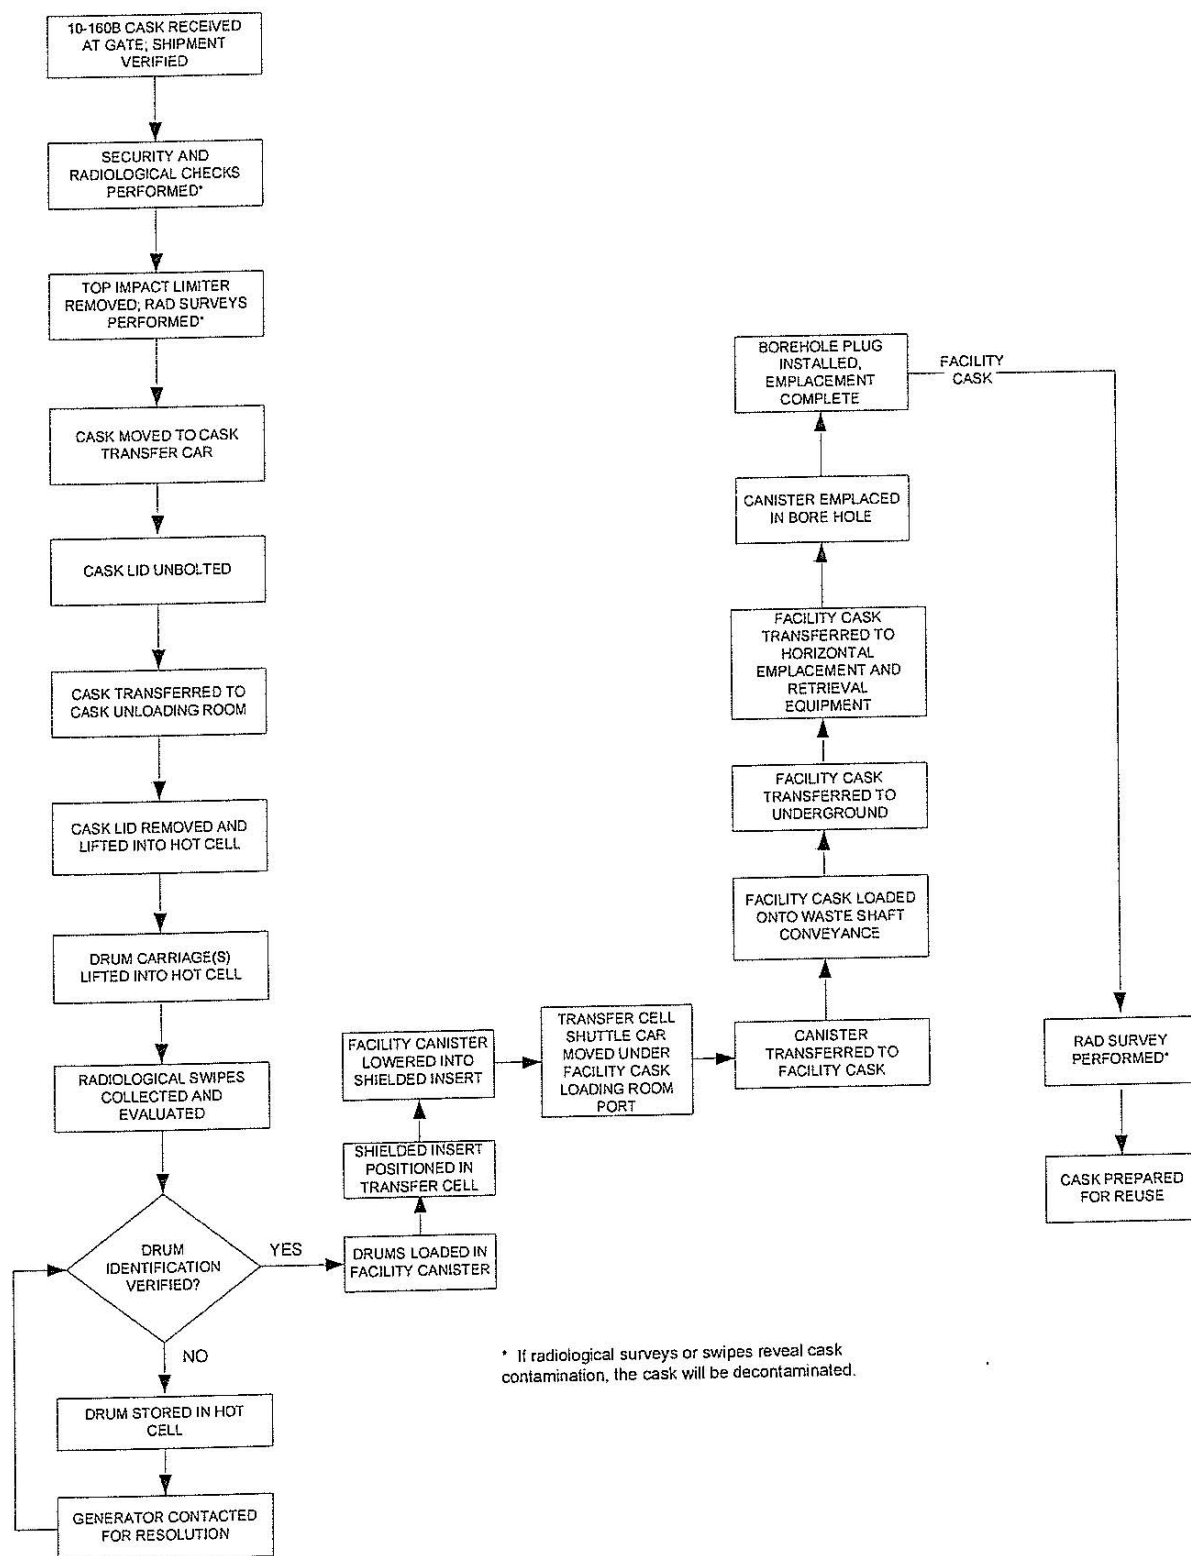 10-160B CASK RECEIVED
AT GATE; SHIPMENT
VERIFIED
SECURITY AND
RADIOLOGICAL CHECKS
PERFORMED*
TOP IMPACT LIMITER
REMOVED; RAD SURVEYS
PERFORMED*
CASK MOVED TO CASK
TRANSFER CAR
CASK LID UNBOLTED
CASK TRANSFERRED TO
CASK UNLOADING ROOM
CASK LID REMOVED AND
LIFTED INTO HOT CELL
DRUM CARRIAGE(S)
LIFTED INTO HOT CELL
RADIOLOGICAL SWIPES
COLLECTED AND
EVALUATED
DRUM
IDENTIFICATION
VERIFIED?
YES
NO
DRUM STORED IN HOT
CELL
GENERATOR CONTACTED
FOR RESOLUTION
DRUMS LOADED IN
FACILITY CANISTER
SHIELDED INSERT
POSITIONED IN
TRANSFER CELL
FACILITY CANISTER
LOWERED INTO
SHIELDED INSERT
TRANSFER CELL
SHUTTLE CAR
MOVED UNDER
FACILITY CASK
LOADING ROOM
PORT
CANISTER
TRANSFERRED TO
FACILITY CASK
FACILITY CASK LOADED
ONTO WASTE SHAFT
CONVEYANCE
FACILITY CASK
TRANSFERRED TO
UNDERGROUND
FACILITY CASK
TRANSFERRED TO
HORIZONTAL
EMPLACEMENT AND
RETRIEVAL
EQUIPMENT
CANISTER EMPLACED
IN BORE HOLE
BOREHOLE PLUG
INSTALLED,
EMPLACEMENT
COMPLETE
FACILITY
CASK
RAD SURVEY
PERFORMED*
CASK PREPARED
FOR REUSE
* If radiological surveys or swipes reveal cask
contamination, the cask will be decontaminated.